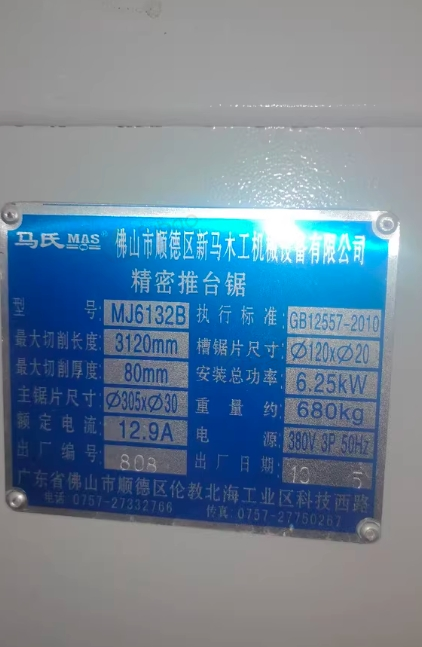 马氏 MAS 佛山市顺德区新马木工机械设备有限公司
精密推台锯
型号: MJ6132B 执行标准: GB12557-2010
最大切削长度: 3120mm 槽锯片尺寸: Ø120xØ20
最大切削厚度: 80mm 安装总功率: 6.25kW
主锯片尺寸: Ø305xØ30 重量约: 680kg
额定电流: 12.9A 电源: 380V 3P 50Hz
出厂编号: 808 出厂日期:
广东省佛山市顺德区伦教北海工业区科技西路
电话: 0757-27332766 传真: 0757-27750287